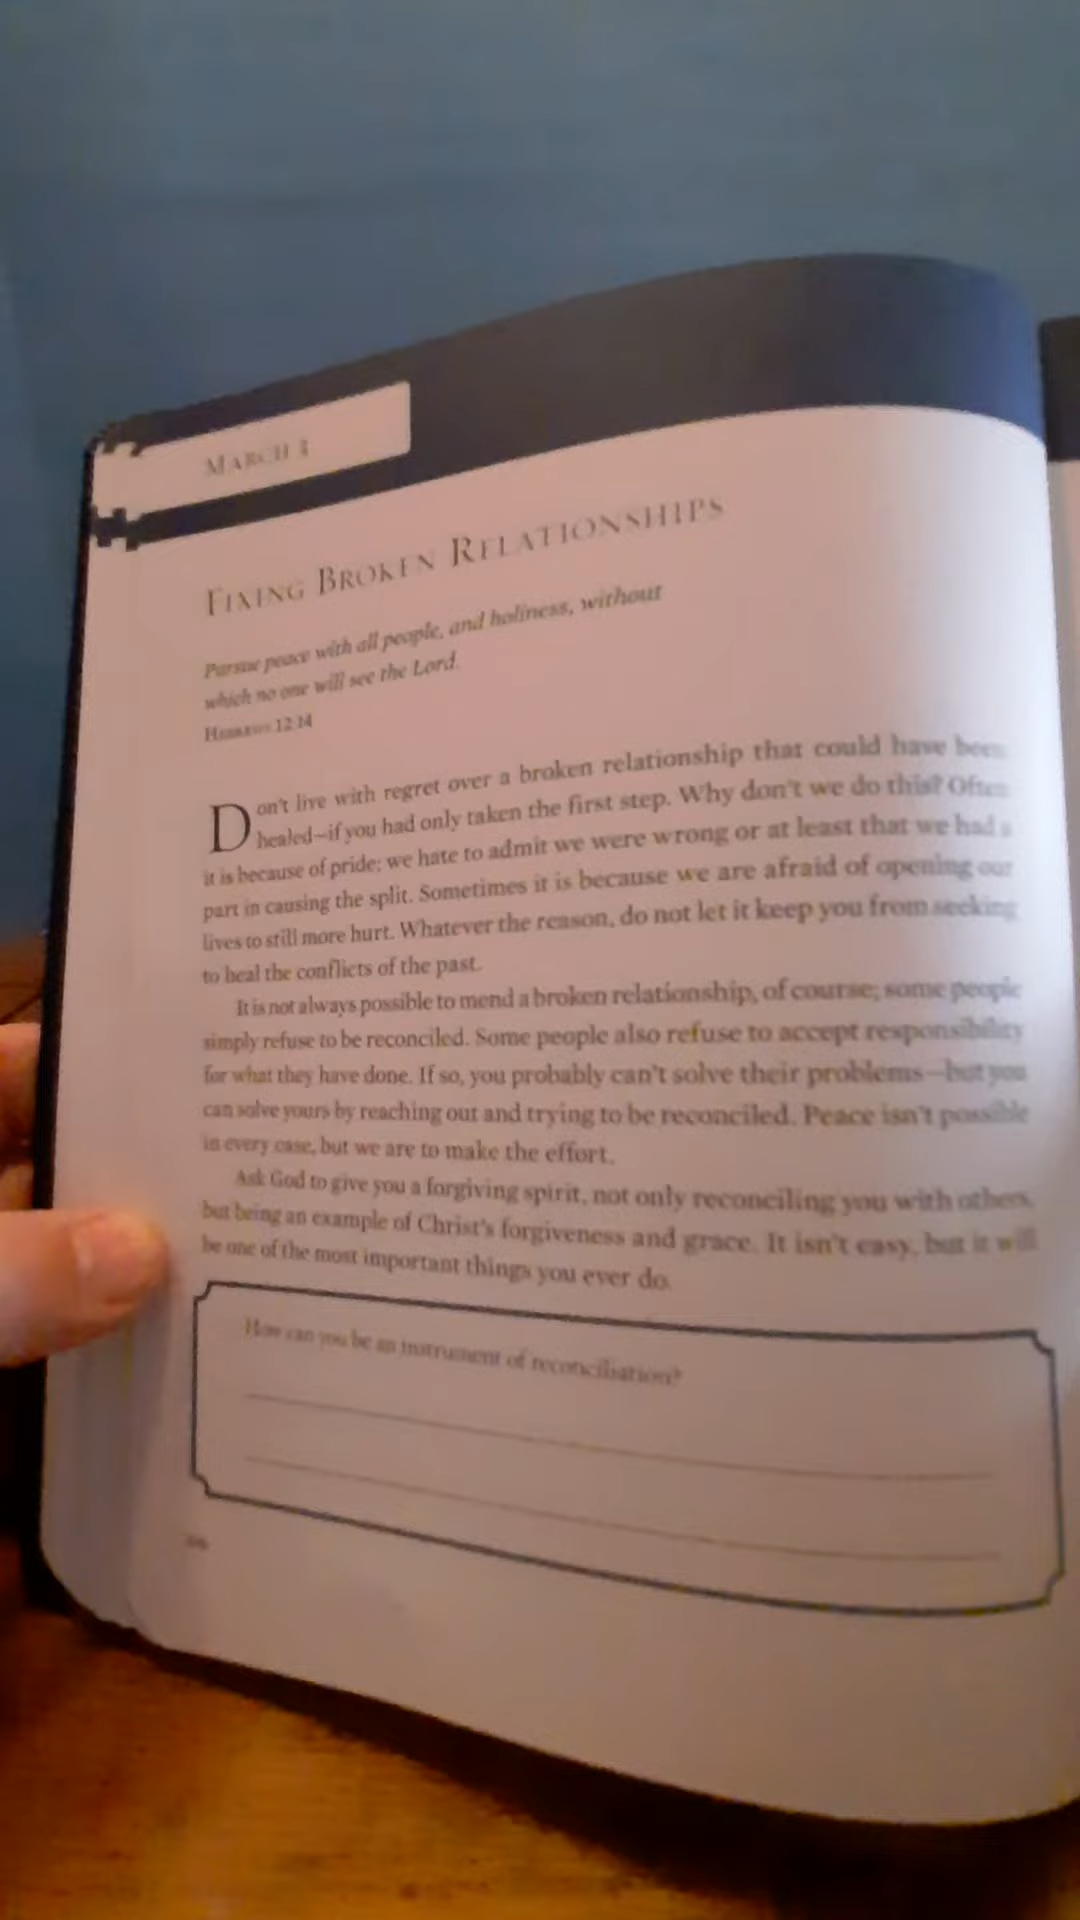 MARCH 3
FIXING BROKEN RELATIONSHIPS
Pursue peace with all people, and holiness, without
which no one will see the Lord.
HEBREWS 12:14
Don't live with regret over a broken relationship that could have been
healed—if you had only taken the first step. Why don't we do this? Often
it is because of pride; we hate to admit we were wrong or at least that we had a
part in causing the split. Sometimes it is because we are afraid of opening our
lives to still more hurt. Whatever the reason, do not let it keep you from seeking
to heal the conflicts of the past.
It is not always possible to mend a broken relationship, of course; some people
simply refuse to be reconciled. Some people also refuse to accept responsibility
for what they have done. If so, you probably can't solve their problems—but you
can solve yours by reaching out and trying to be reconciled. Peace isn't possible
in every case, but we are to make the effort.
Ask God to give you a forgiving spirit, not only reconciling you with others,
but being an example of Christ's forgiveness and grace. It isn't easy, but it will
be one of the most important things you ever do.
How can you be an instrument of reconciliation?